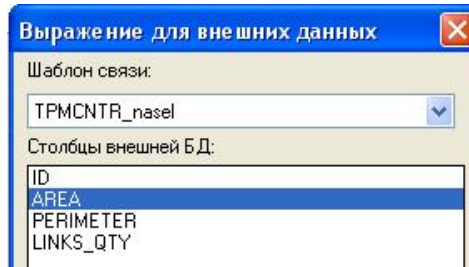 Выражение для внешних данных
Шаблон связи:
TPMCNTR_nasel
Столбцы внешней БД:
ID
AREA
PERIMETER
LINKS_QTY